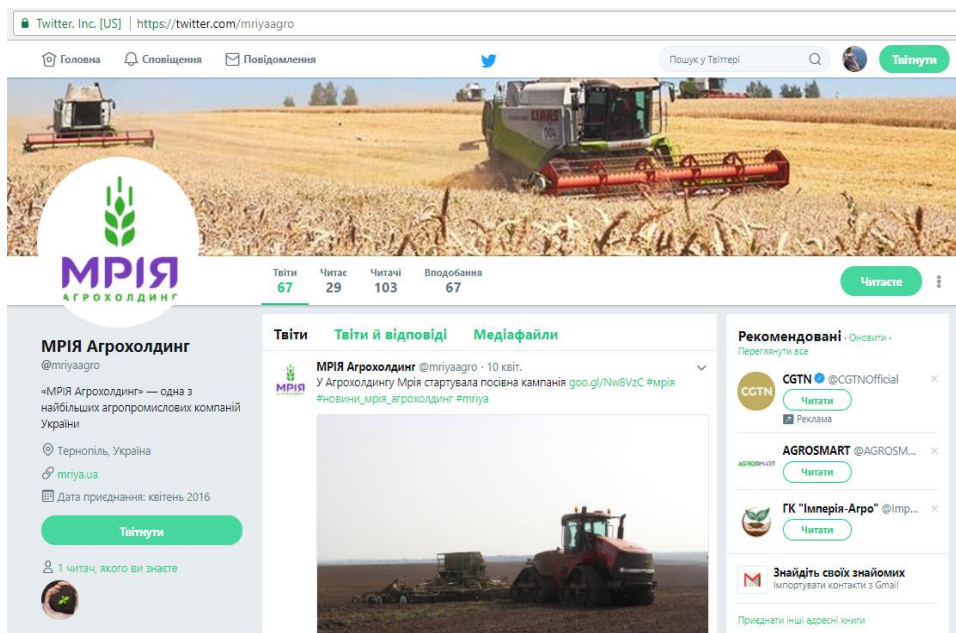 Twitter, Inc. [US] | https://twitter.com/mriyaagro
Головна Сповіщення Повідомлення Пошук у Твіттері Твітнути
CLAAS
МРІЯ
АГРОХОЛДИНГ
Твіти Читає Читачі Вподобання
67 29 103 67
Читаєте
МРІЯ Агрохолдинг
@mriyaagro
«МРІЯ Агрохолдинг» — одна з
найбільших агропромислових компаній
України
Тернопіль, Україна
mriya.ua
Дата приєднання: квітень 2016
Твітнути
1 читач, якого ви знаєте
Твіти Твіти й відповіді Медіафайли
МРІЯ
МРІЯ Агрохолдинг @mriyaagro · 10 квіт.
У Агрохолдингу Мрія стартувала посівна кампанія goo.gl/Nw8VzC #мрія
#новини_мрія_агрохолдинг #mriya
Рекомендовані · Оновити ·
Переглянути все
CGTN
CGTN @CGTNOfficial
Читати
Реклама
AGROSMART
AGROSMART @AGROSM...
Читати
ГК "Імперія-Агро" @Imp...
Читати
Знайдіть своїх знайомих
Імпортувати контакти з Gmail
Приєднати інші адресні книги